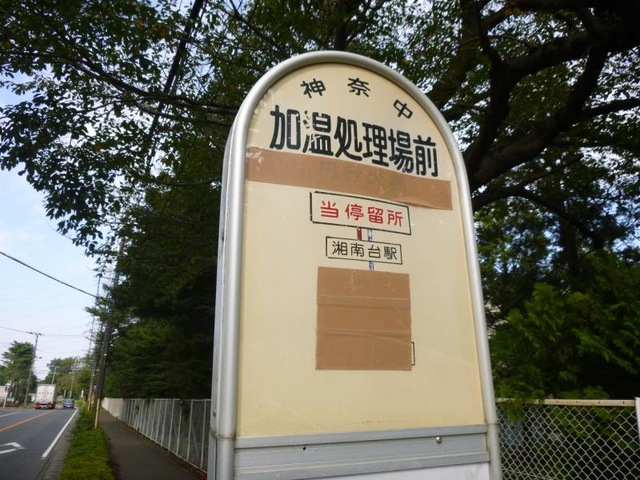 神奈中
加温処理場前
当停留所
湘南台駅